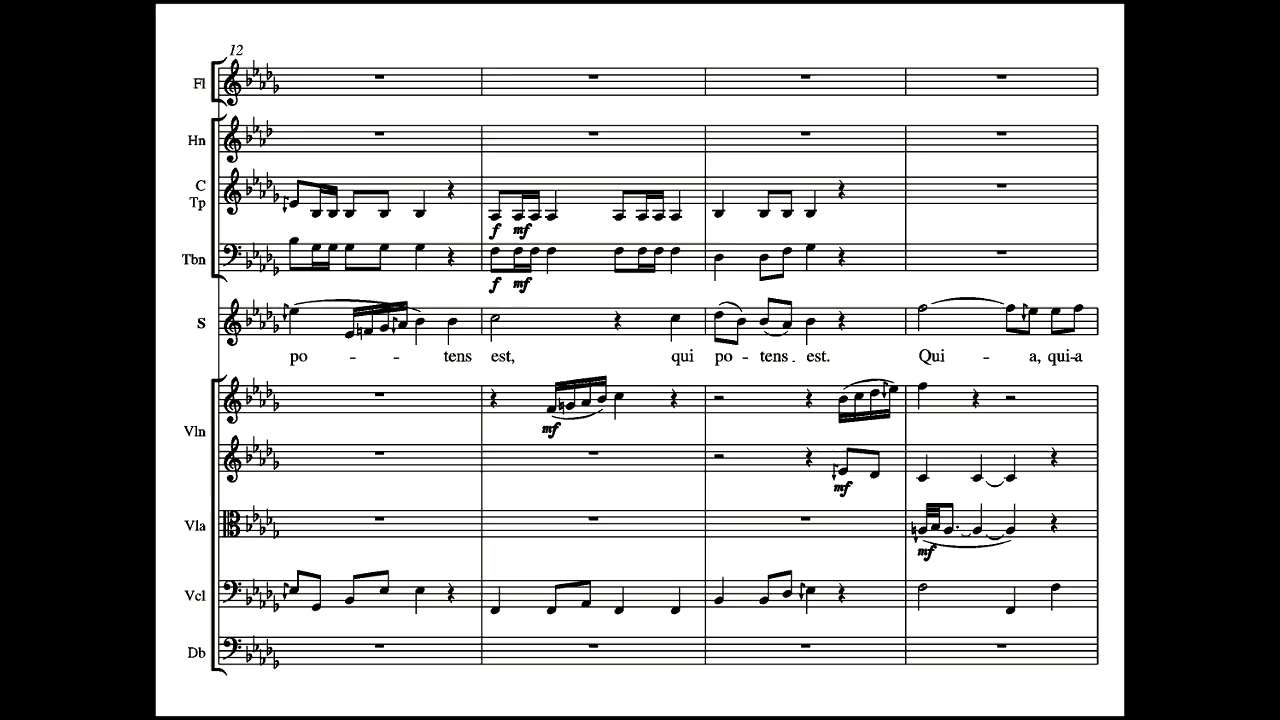 12
Fl
Hn
C
Tp
f mf
Tbn
f mf
S
po - - tens est, qui po - tens - est. Qui - a, qui-a
mf
Vln
mf
Vla
mf
Vcl
Db